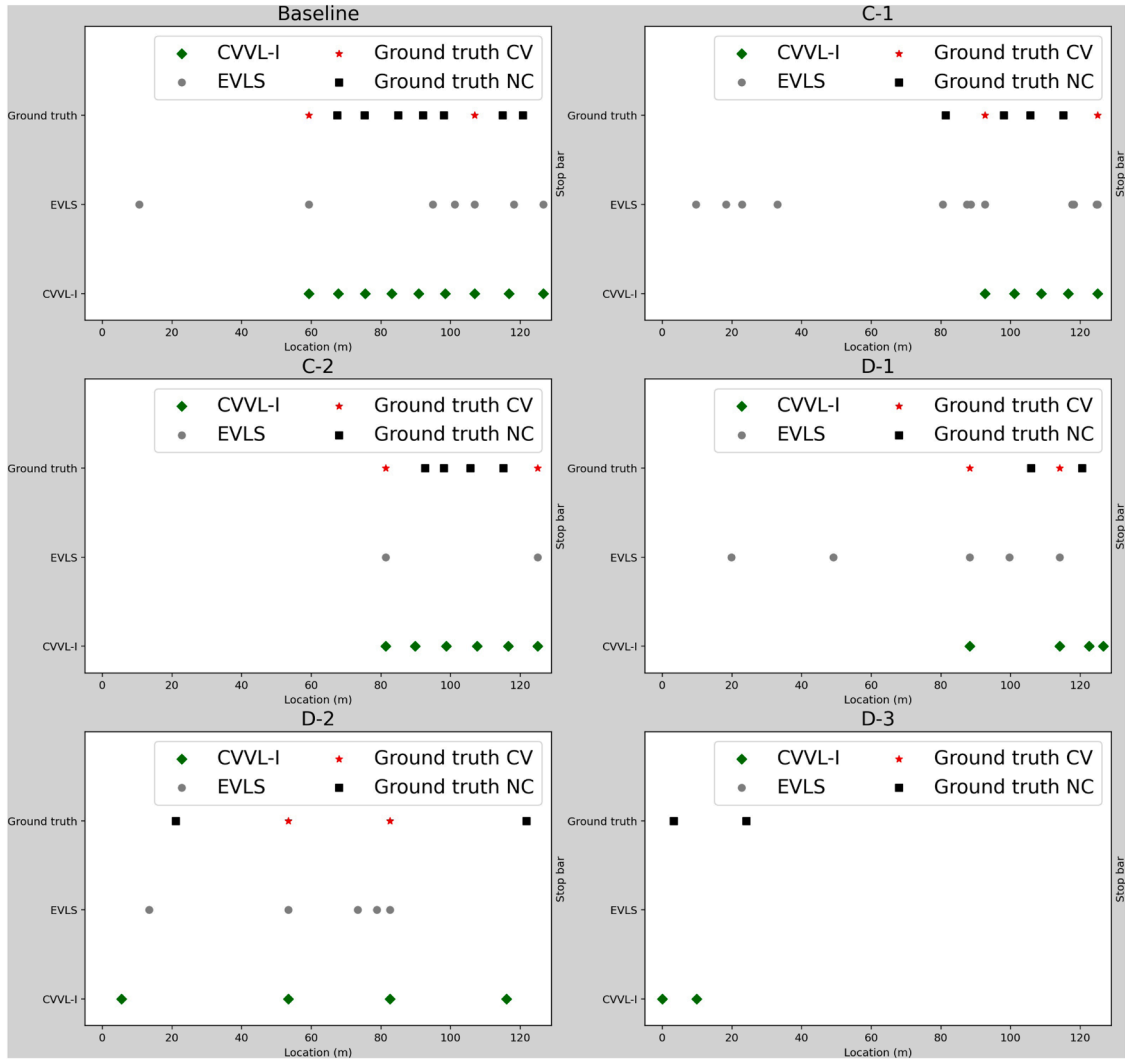 Baseline
CVVL-I
Ground truth CV
EVLS
Ground truth NC
Ground truth
EVLS
CVVL-I
Stop bar
0 20 40 60 80 100 120
Location (m)
C-1
CVVL-I
Ground truth CV
EVLS
Ground truth NC
Ground truth
EVLS
CVVL-I
Stop bar
0 20 40 60 80 100 120
Location (m)
C-2
CVVL-I
Ground truth CV
EVLS
Ground truth NC
Ground truth
EVLS
CVVL-I
Stop bar
0 20 40 60 80 100 120
Location (m)
D-1
CVVL-I
Ground truth CV
EVLS
Ground truth NC
Ground truth
EVLS
CVVL-I
Stop bar
0 20 40 60 80 100 120
Location (m)
D-2
CVVL-I
Ground truth CV
EVLS
Ground truth NC
Ground truth
EVLS
CVVL-I
Stop bar
0 20 40 60 80 100 120
Location (m)
D-3
CVVL-I
Ground truth CV
EVLS
Ground truth NC
Ground truth
EVLS
CVVL-I
Stop bar
0 20 40 60 80 100 120
Location (m)